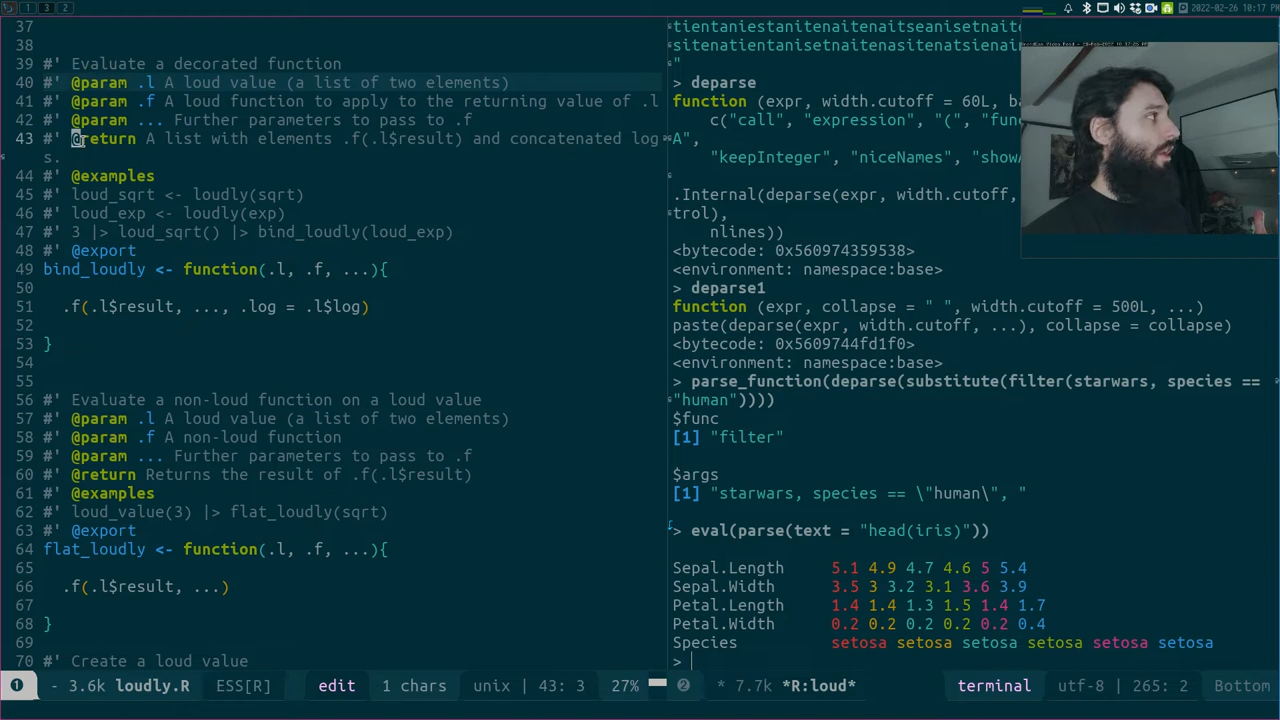 1 1 3 2
2022-02-26 10:17 PM
37
38
39 #' Evaluate a decorated function
40 #' @param .l A loud value (a list of two elements)
41 #' @param .f A loud function to apply to the returning value of .l
42 #' @param ... Further parameters to pass to .f
43 #' @return A list with elements .f(.l$result) and concatenated log
s.
44 #' @examples
45 #' loud_sqrt <- loudly(sqrt)
46 #' loud_exp <- loudly(exp)
47 #' 3 |> loud_sqrt() |> bind_loudly(loud_exp)
48 #' @export
49 bind_loudly <- function(.l, .f, ...){
50
51 .f(.l$result, ..., .log = .l$log)
52
53 }
54
55
56 #' Evaluate a non-loud function on a loud value
57 #' @param .l A loud value (a list of two elements)
58 #' @param .f A non-loud function
59 #' @param ... Further parameters to pass to .f
60 #' @return Returns the result of .f(.l$result)
61 #' @examples
62 #' loud_value(3) |> flat_loudly(sqrt)
63 #' @export
64 flat_loudly <- function(.l, .f, ...){
65
66 .f(.l$result, ...)
67
68 }
69
70 #' Create a loud value
1 - 3.6k loudly.R ESS[R] edit 1 chars unix | 43: 3 27%
tientaniestanitenaitenaitseanisetnaite
sitenatientanisetnaitenaitenatsienaite
"
> deparse
function (expr, width.cutoff = 60L, ba
c("call", "expression", "(", "func
A",
"keepInteger", "niceNames", "showA
.Internal(deparse(expr, width.cutoff,
trol),
nlines))
<bytecode: 0x560974359538>
<environment: namespace:base>
> deparse1
function (expr, collapse = " ", width.cutoff = 500L, ...)
paste(deparse(expr, width.cutoff, ...), collapse = collapse)
<bytecode: 0x5609744fd1f0>
<environment: namespace:base>
> parse_function(deparse(substitute(filter(starwars, species ==
"human"))))
$func
[1] "filter"
$args
[1] "starwars, species == \"human\", "
> eval(parse(text = "head(iris)"))
Sepal.Length 5.1 4.9 4.7 4.6 5 5.4
Sepal.Width 3.5 3 3.2 3.1 3.6 3.9
Petal.Length 1.4 1.4 1.3 1.5 1.4 1.7
Petal.Width 0.2 0.2 0.2 0.2 0.2 0.4
Species setosa setosa setosa setosa setosa setosa
>
2 * 7.7k *R:loud* terminal utf-8 | 265: 2 Bottom